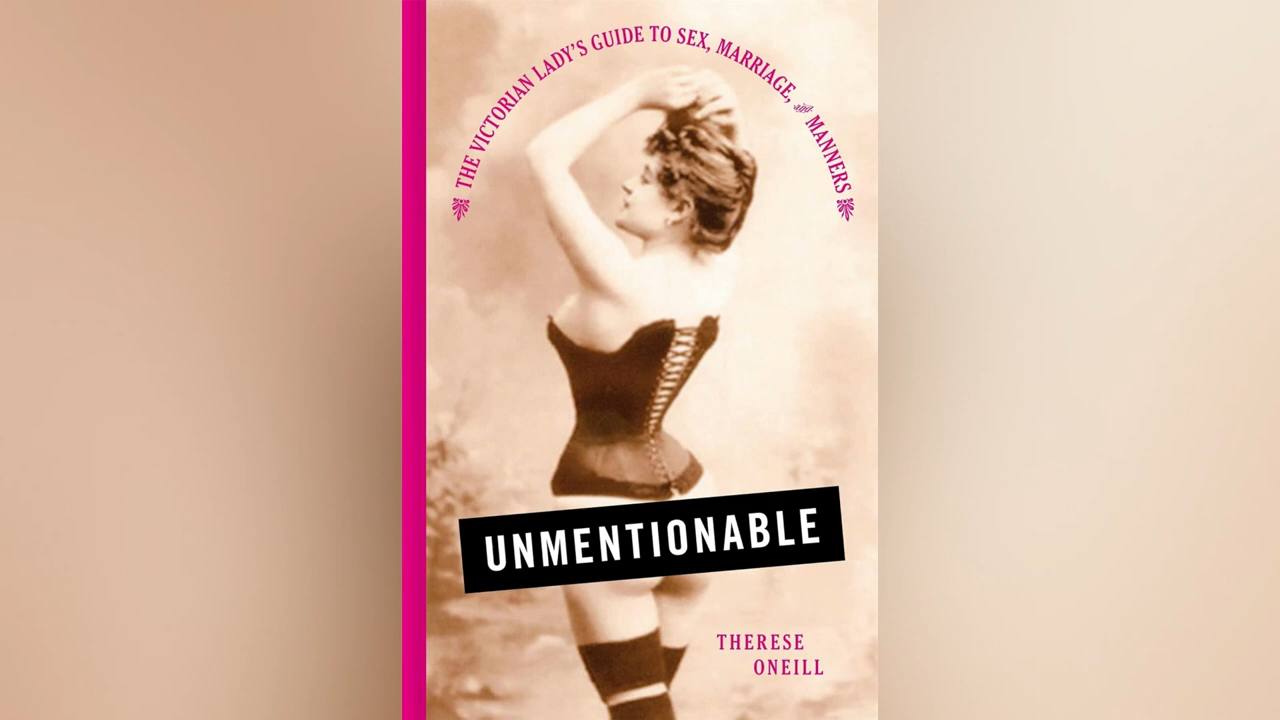 THE VICTORIAN LADY'S GUIDE TO SEX, MARRIAGE, and MANNERS
UNMENTIONABLE
THERESE
ONEILL